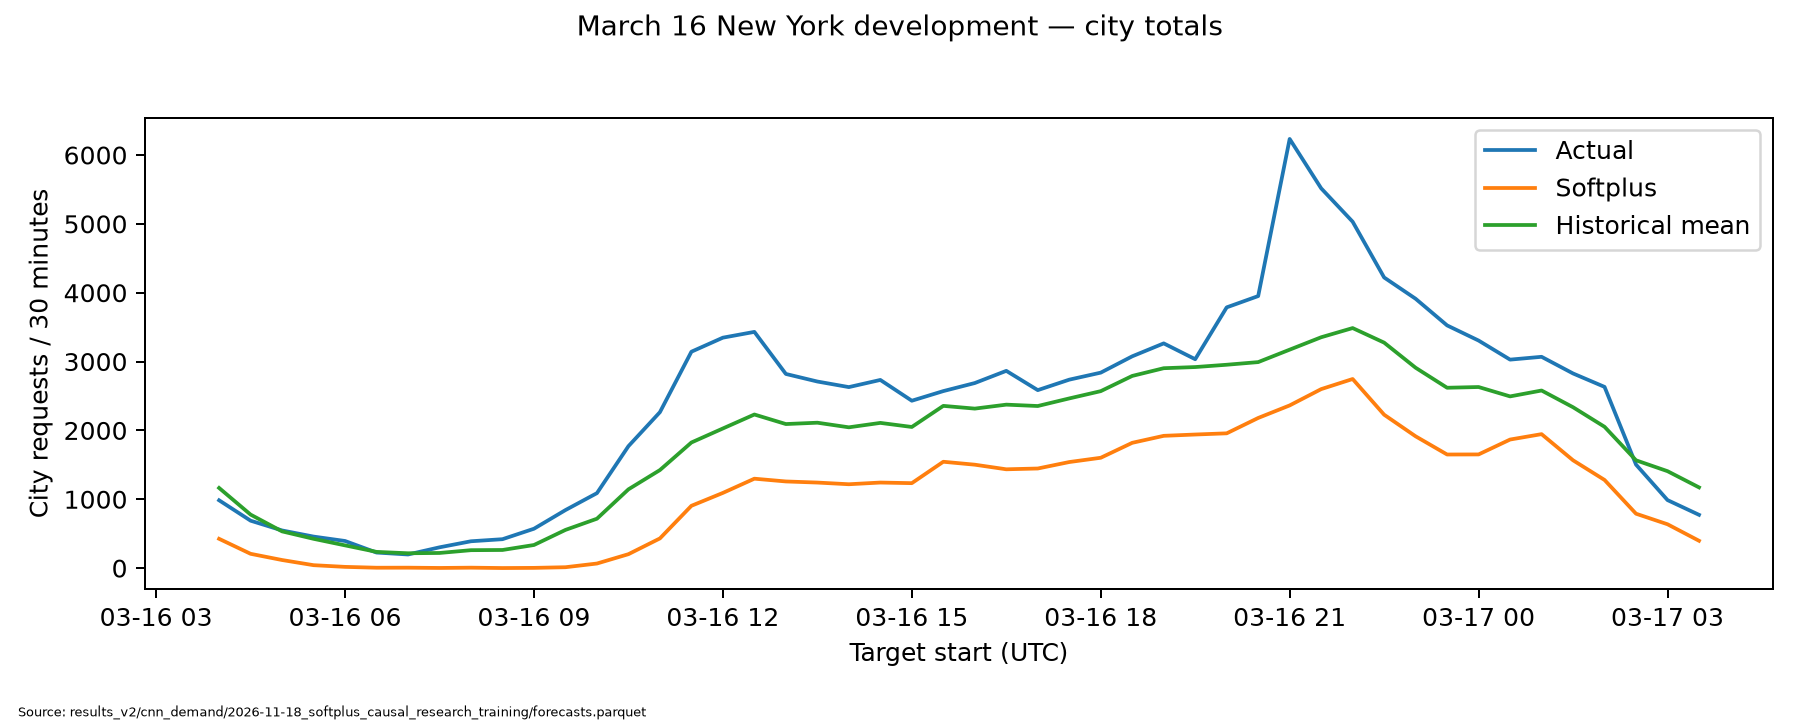 March 16 New York development — city totals
City requests / 30 minutes
6000
5000
4000
3000
2000
1000
0
Actual
Softplus
Historical mean
03-16 03
03-16 06
03-16 09
03-16 12
03-16 15
03-16 18
03-16 21
03-17 00
03-17 03
Target start (UTC)
Source: results_v2/cnn_demand/2026-11-18_softplus_causal_research_training/forecasts.parquet